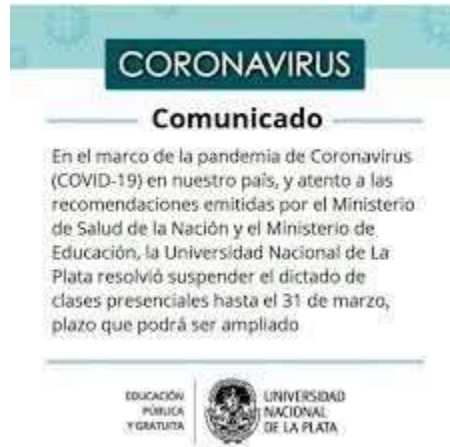 CORONAVIRUS
Comunicado
En el marco de la pandemia de Coronavirus
(COVID-19) en nuestro país, y atento a las
recomendaciones emitidas por el Ministerio
de Salud de la Nación y el Ministerio de
Educación, la Universidad Nacional de La
Plata resolvió suspender el dictado de
clases presenciales hasta el 31 de marzo,
plazo que podrá ser ampliado
EDUCACIÓN
PÚBLICA
Y GRATUITA
UNIVERSIDAD
NACIONAL
DE LA PLATA